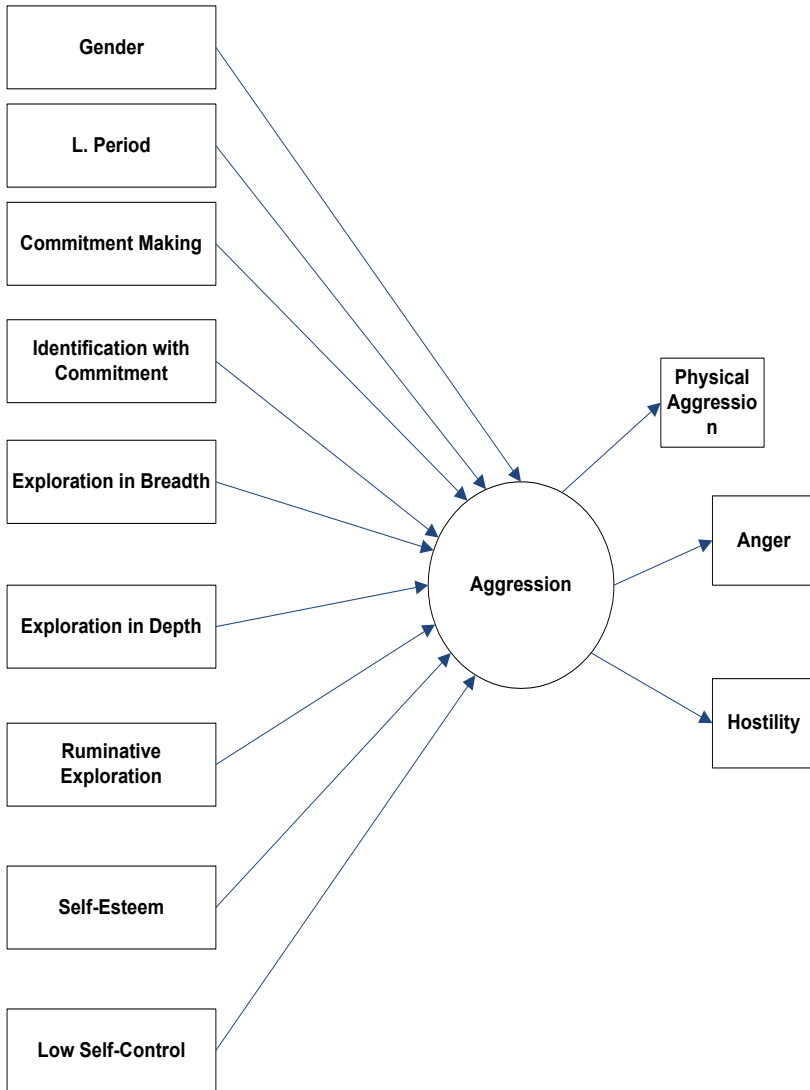 Gender
L. Period
Commitment Making
Identification with
Commitment
Exploration in Breadth
Exploration in Depth
Ruminative
Exploration
Self-Esteem
Low Self-Control
Aggression
Physical
Aggressio
n
Anger
Hostility